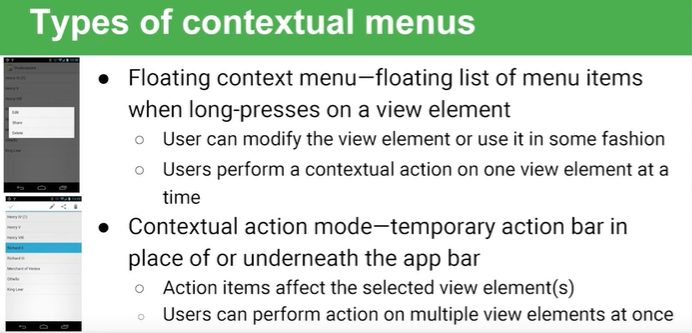 Types of contextual menus
● Floating context menu—floating list of menu items
when long-presses on a view element
○ User can modify the view element or use it in some fashion
○ Users perform a contextual action on one view element at a
time
● Contextual action mode—temporary action bar in
place of or underneath the app bar
○ Action items affect the selected view element(s)
○ Users can perform action on multiple view elements at once
Edit
Share
Delete
Henry IV (1)
Henry V
Henry VIII
Richard II
Richard III
Merchant of Venice
Othello
King Lear